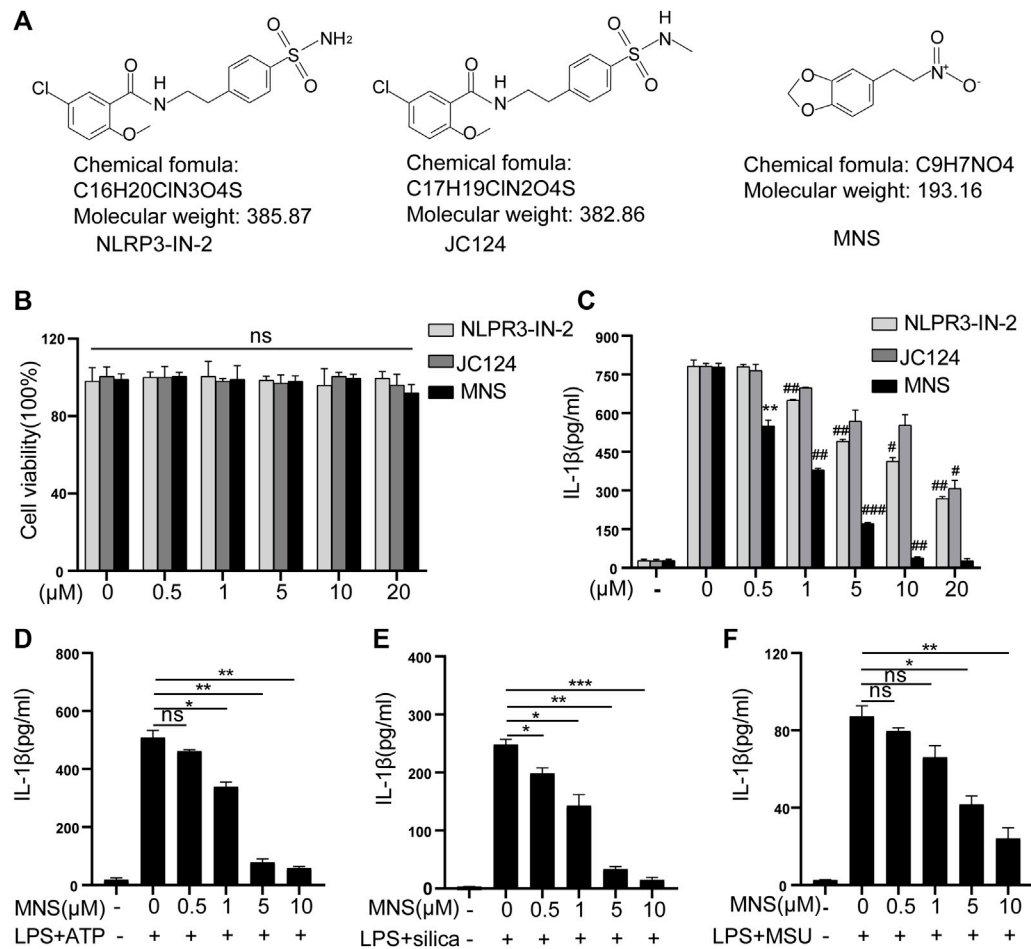 A
Cl
O
N
H
O
S
O
O
NH2
Chemical fomula:
C16H20ClN3O4S
Molecular weight: 385.87
NLRP3-IN-2
Cl
O
N
H
O
S
O
O
H
N
Chemical fomula:
C17H19ClN2O4S
Molecular weight: 382.86
JC124
O
O
O
N+
O-
Chemical fomula: C9H7NO4
Molecular weight: 193.16
MNS
B
Cell viability(100%)
120
80
40
0
ns
NLPR3-IN-2
JC124
MNS
(μM) 0 0.5 1 5 10 20
C
IL-1β(pg/ml)
900
750
600
450
300
150
0
NLPR3-IN-2
JC124
MNS
** ## ## ## ### # ## ## #
(μM) - 0 0.5 1 5 10 20
D
IL-1β(pg/ml)
800
600
400
200
0
**
**
*
ns
MNS(μM) - 0 0.5 1 5 10
LPS+ATP - + + + + +
E
IL-1β(pg/ml)
400
300
200
100
0
***
**
*
*
MNS(μM) - 0 0.5 1 5 10
LPS+silica - + + + + +
F
IL-1β(pg/ml)
120
80
40
0
**
*
ns
ns
MNS(μM) - 0 0.5 1 5 10
LPS+MSU - + + + + +